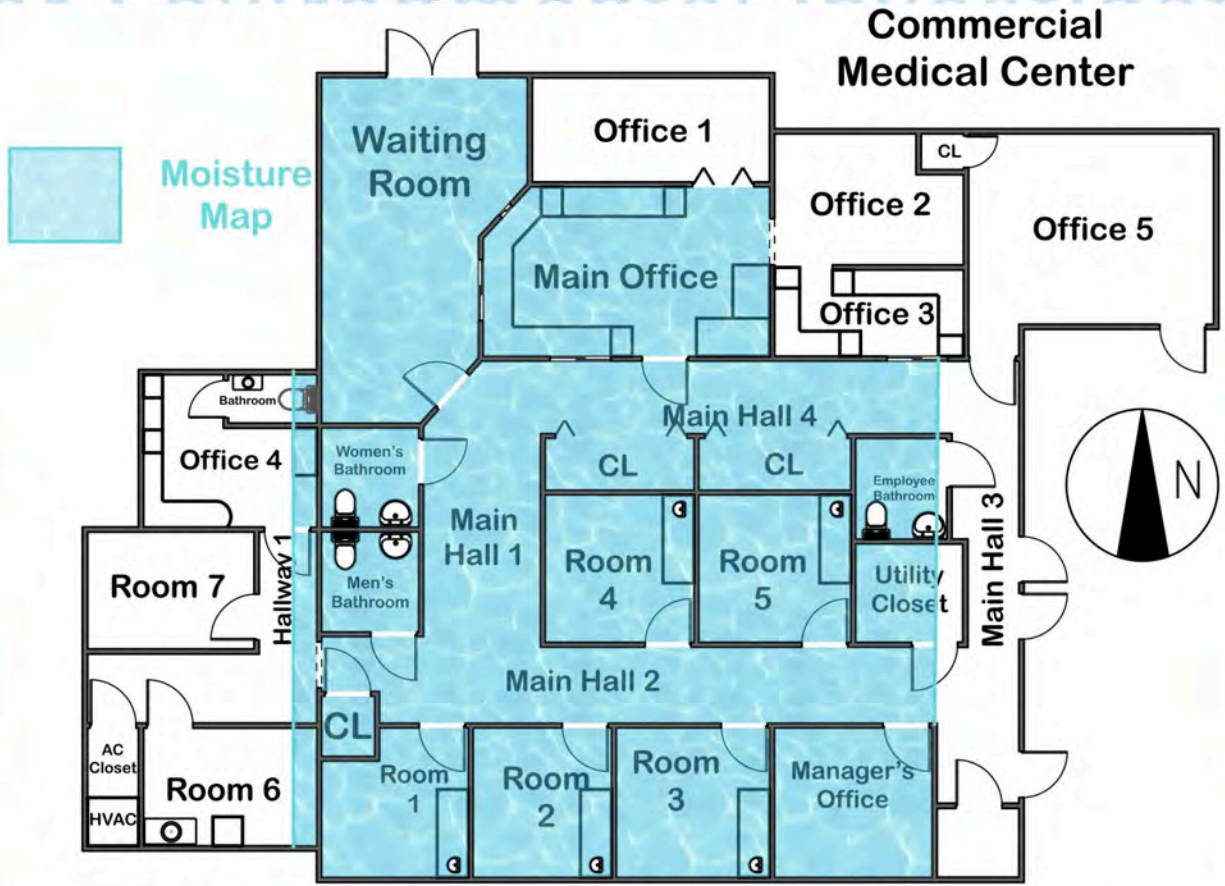 Commercial
Medical Center
Moisture
Map
Waiting
Room
Office 1
CL
Office 2
Office 5
Main Office
Office 3
Bathroom
Main Hall 4
Women's
Bathroom
Office 4
CL
CL
Employee
Bathroom
N
Main
Hall 1
Room
4
Room
5
Room 7
Hallway 1
Men's
Bathroom
Utility
Closet
Main Hall 3
Main Hall 2
CL
AC
Closet
HVAC
Room 6
Room
1
Room
2
Room
3
Manager's
Office